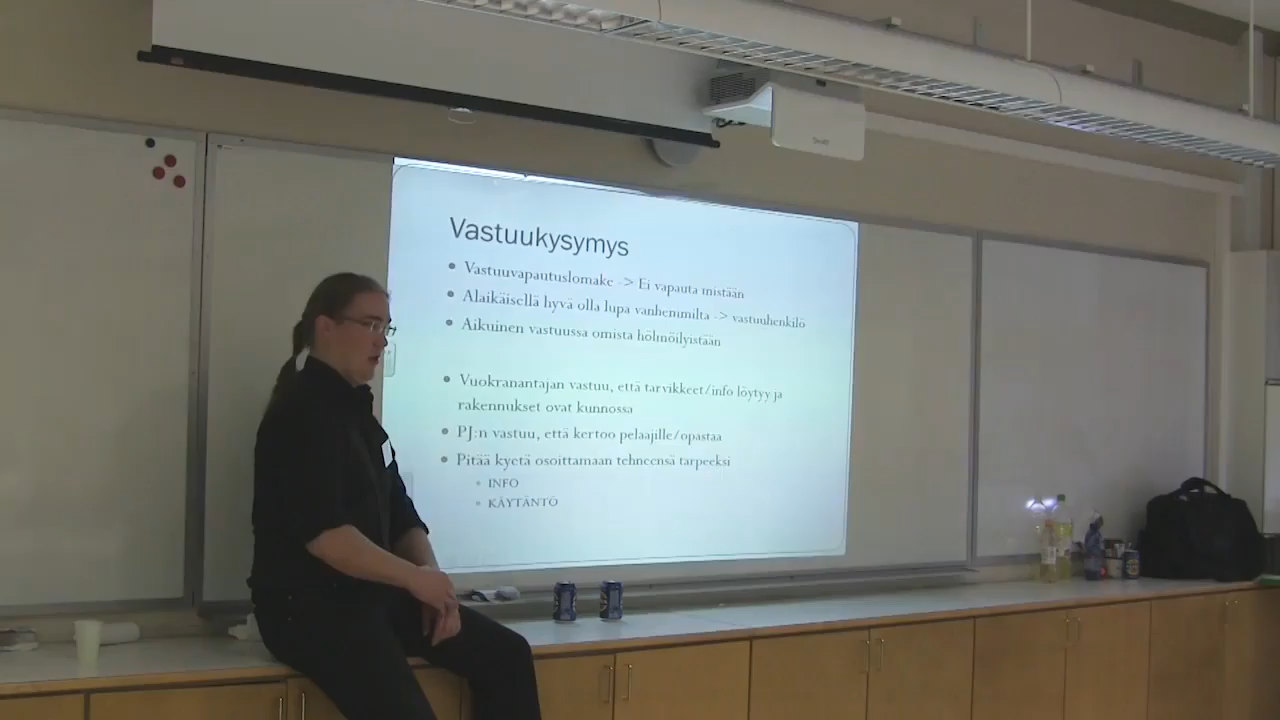 Vastuukysymys
Vastuuvapautuslomake -> Ei vapauta mistään
Alaikäisellä hyvä olla lupa vanhemmilta -> vastuuhenkilö
Aikuinen vastuussa omista hölmöilyistään
Vuokranantajan vastuu, että tarvikkeet/info löytyy ja
rakennukset ovat kunnossa
PJ:n vastuu, että kertoo pelaajille/opastaa
Pitää kyetä osoittamaan tehneensä tarpeeksi
INFO
KÄYTÄNTÖ